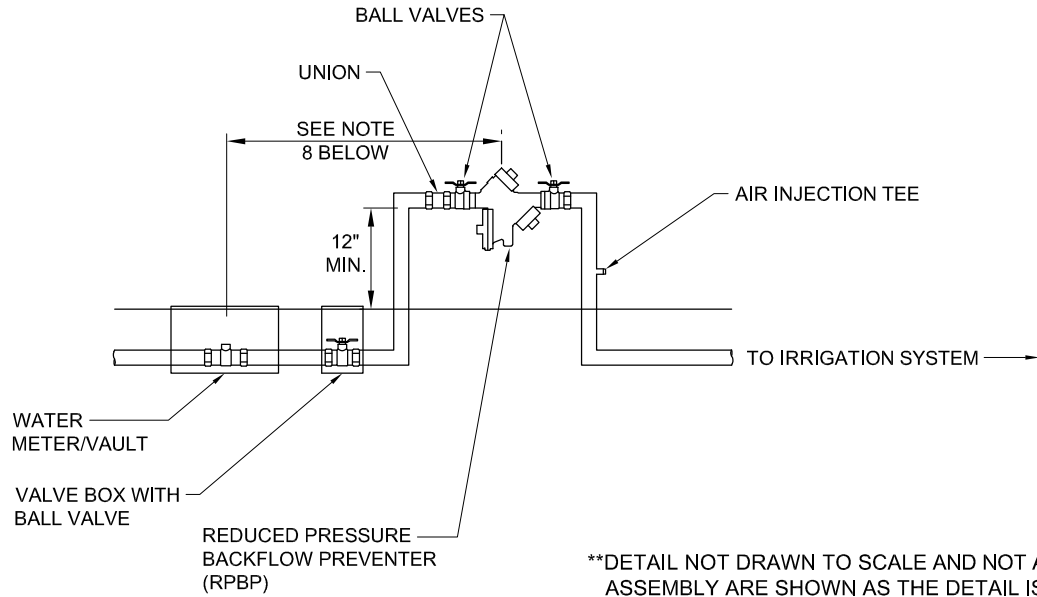 BALL VALVES
UNION
SEE NOTE
8 BELOW
AIR INJECTION TEE
12"
MIN.
TO IRRIGATION SYSTEM
WATER
METER/VAULT
VALVE BOX WITH
BALL VALVE
REDUCED PRESSURE
BACKFLOW PREVENTER
(RPBP)
**DETAIL NOT DRAWN TO SCALE AND NOT A
ASSEMBLY ARE SHOWN AS THE DETAIL IS